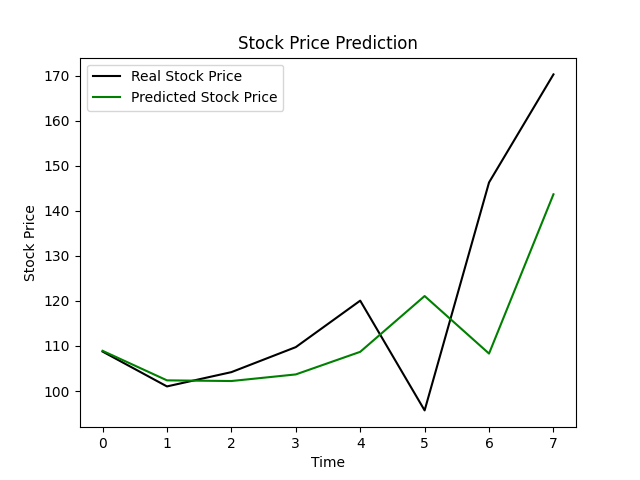 Stock Price Prediction
Real Stock Price
Predicted Stock Price
170
160
150
140
130
120
110
100
Stock Price
0 1 2 3 4 5 6 7
Time